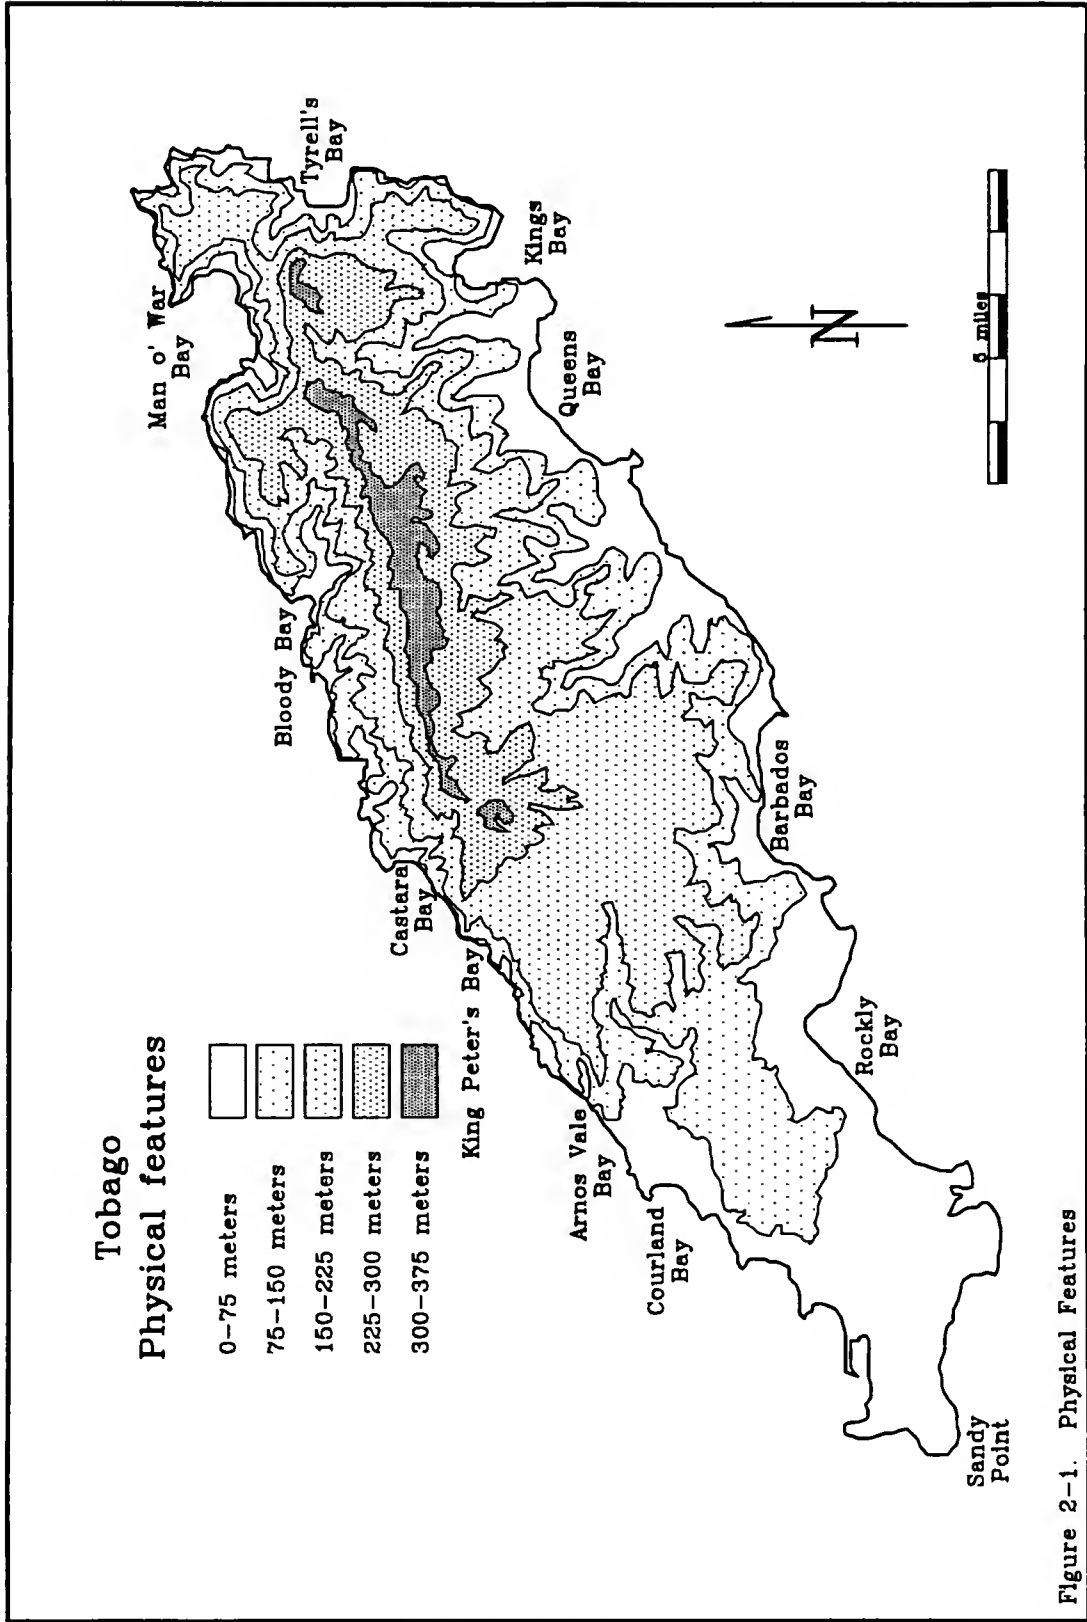 Tobago
Physical features
0-75 meters
75-150 meters
150-225 meters
225-300 meters
300-375 meters
Man o' War
Bay
Tyrell's
Bay
Bloody Bay
Castara
Bay
King Peter's Bay
Kings
Bay
Queens
Bay
Arnos Vale
Bay
Barbados
Bay
Courland
Bay
Rockly
Bay
N
5 miles
Sandy
Point
Figure 2-1. Physical Features